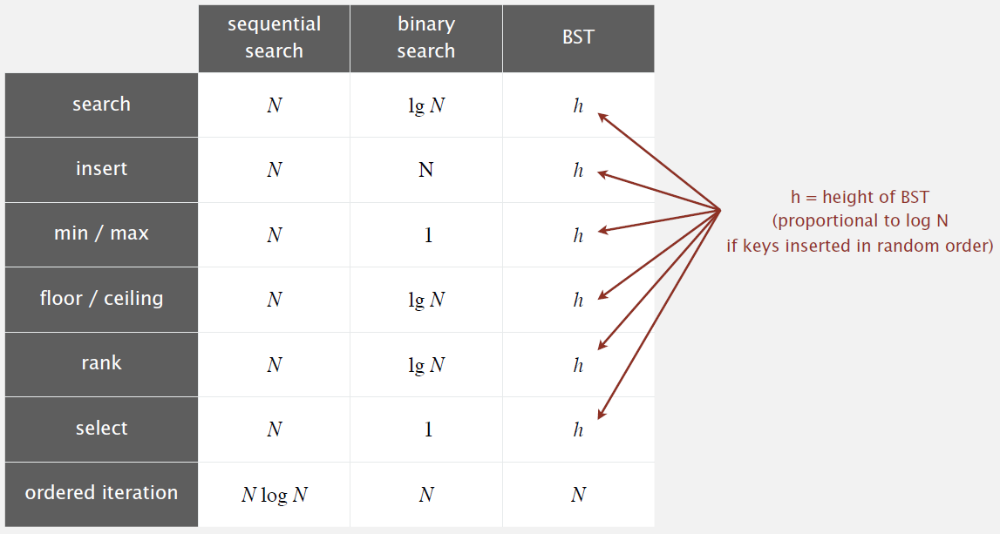 sequential search
binary search
BST
search N lg N h
insert N N h
min / max N 1 h
floor / ceiling N lg N h
rank N lg N h
select N 1 h
ordered iteration N log N N N
h = height of BST
(proportional to log N
if keys inserted in random order)